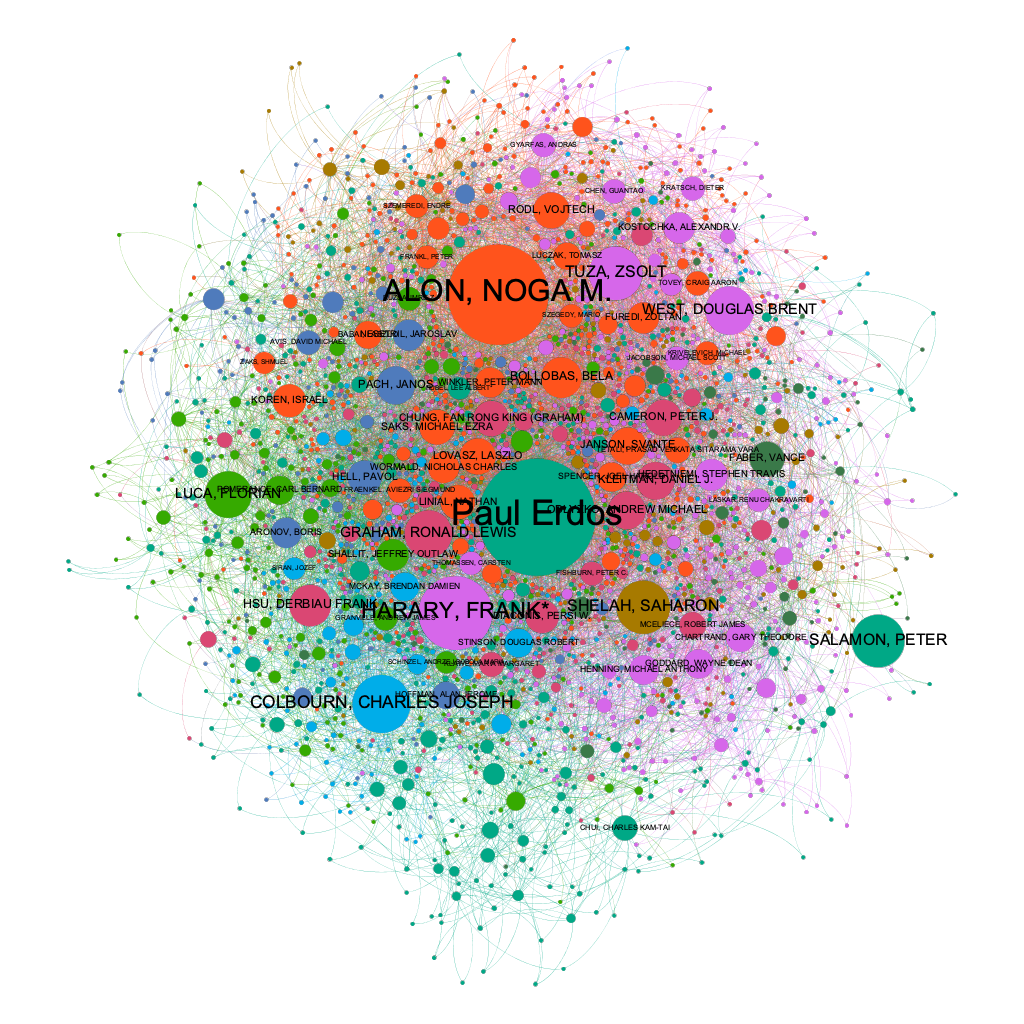 GYARFAS, ANDRAS
CHEN, GUANTAO
KRATSCH, DIETER
SZEMEREDI, ENDRE
RODL, VOJTECH
KOSTOCHKA, ALEXANDR V.
FRANKL, PETER
LUCZAK, TOMASZ
TUZA, ZSOLT
TOVEY, CRAIG AARON
ALON, NOGA M.
WEST, DOUGLAS BRENT
SZEGEDY, MARIO
FUREDI, ZOLTAN
NESETRIL, JAROSLAV
AVIS, DAVID MICHAEL
KRIVELEVICH, MICHAEL
JACOBSON, MICHAEL SCOTT
ZAKS, SHMUEL
BOLLOBAS, BELA
PACH, JANOS
WINKLER, PETER MANN
KOREN, ISRAEL
CHUNG, FAN RONG KING (GRAHAM)
CAMERON, PETER J.
SAKS, MICHAEL EZRA
JANSON, SVANTE
TETALI, PRASAD VENKATA SITARAMA VARA
LOVASZ, LASZLO
FABER, VANCE
WORMALD, NICHOLAS CHARLES
HELL, PAVOL
SPENCER, JOEL
HEDETNIEMI, STEPHEN TRAVIS
KLEITMAN, DANIEL J.
LUCA, FLORIAN
POMERANCE, CARL BERNARD
FRAENKEL, AVIEZRI SIEGMUND
LINIAL, NATHAN
LASKAR, RENU CHAKRAVARTI
Paul Erdos
ODLYZKO, ANDREW MICHAEL
ARONOV, BORIS
GRAHAM, RONALD LEWIS
SHALLIT, JEFFREY OUTLAW
THOMASSEN, CARSTEN
SIRAN, JOZEF
FISHBURN, PETER C.
MCKAY, BRENDAN DAMIEN
HSU, DERBIAU FRANK
HARARY, FRANK*
SHELAH, SAHARON
DIACONIS, PERSI W.
GRANVILLE, ANDREW JAMES
MCELIECE, ROBERT JAMES
CHARTRAND, GARY THEODORE
SALAMON, PETER
STINSON, DOUGLAS ROBERT
GODDARD, WAYNE DEAN
HENNING, MICHAEL ANTHONY
HOFFMAN, ALAN JEROME
COLBOURN, CHARLES JOSEPH
CHUI, CHARLES KAM-TAI